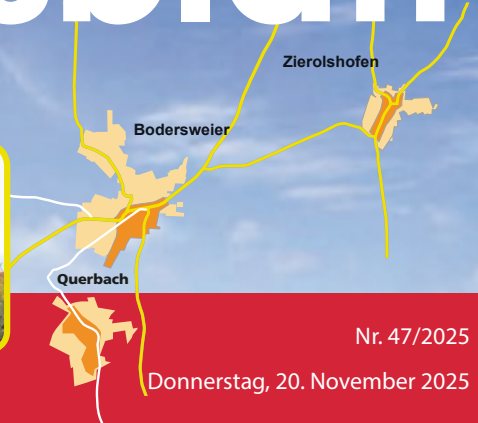 Zierolshofen
Bodersweier
Querbach
Nr. 47/2025
Donnerstag, 20. November 2025